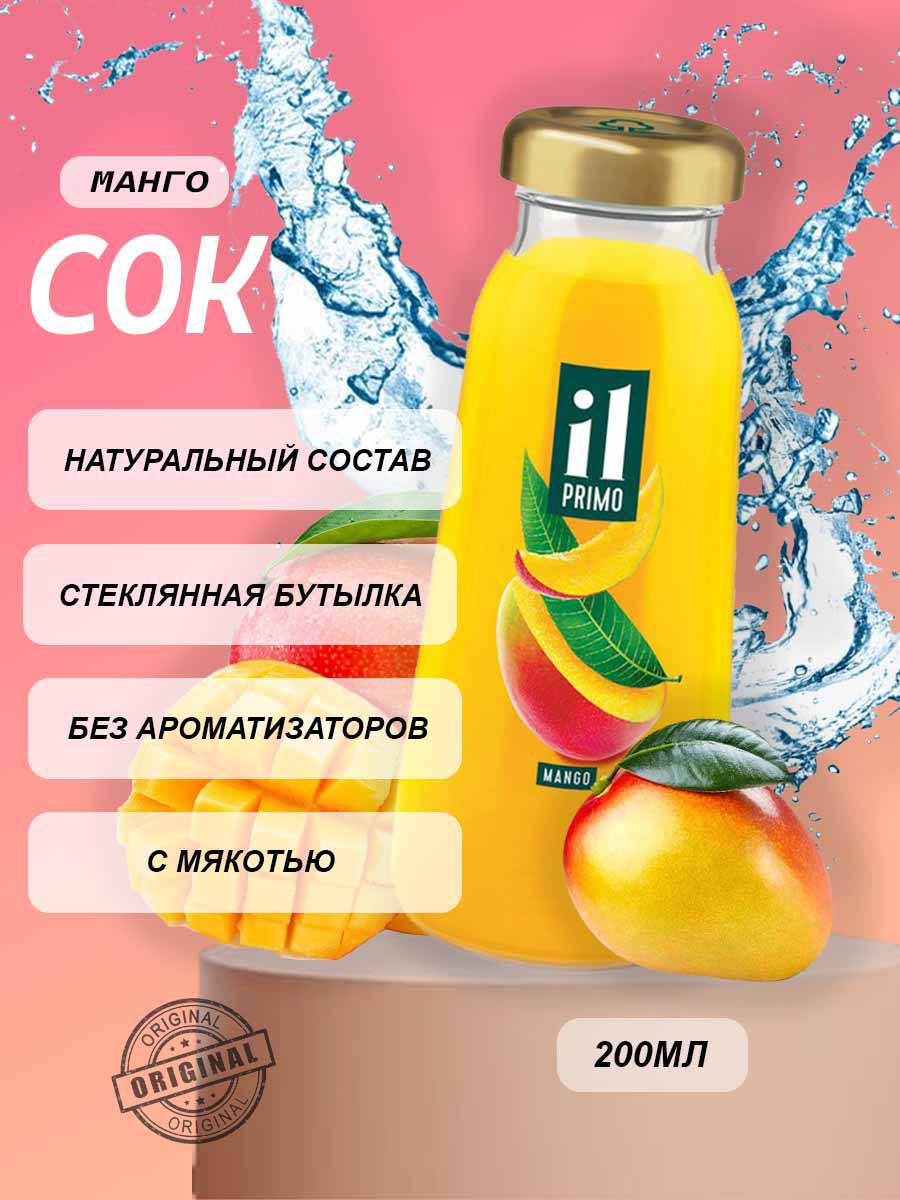 МАНГО
СОК
НАТУРАЛЬНЫЙ СОСТАВ
СТЕКЛЯННАЯ БУТЫЛКА
БЕЗ АРОМАТИЗАТОРОВ
С МЯКОТЬЮ
il
PRIMO
MANGO
200МЛ
ORIGINAL
ORIGINAL
ORIGINAL